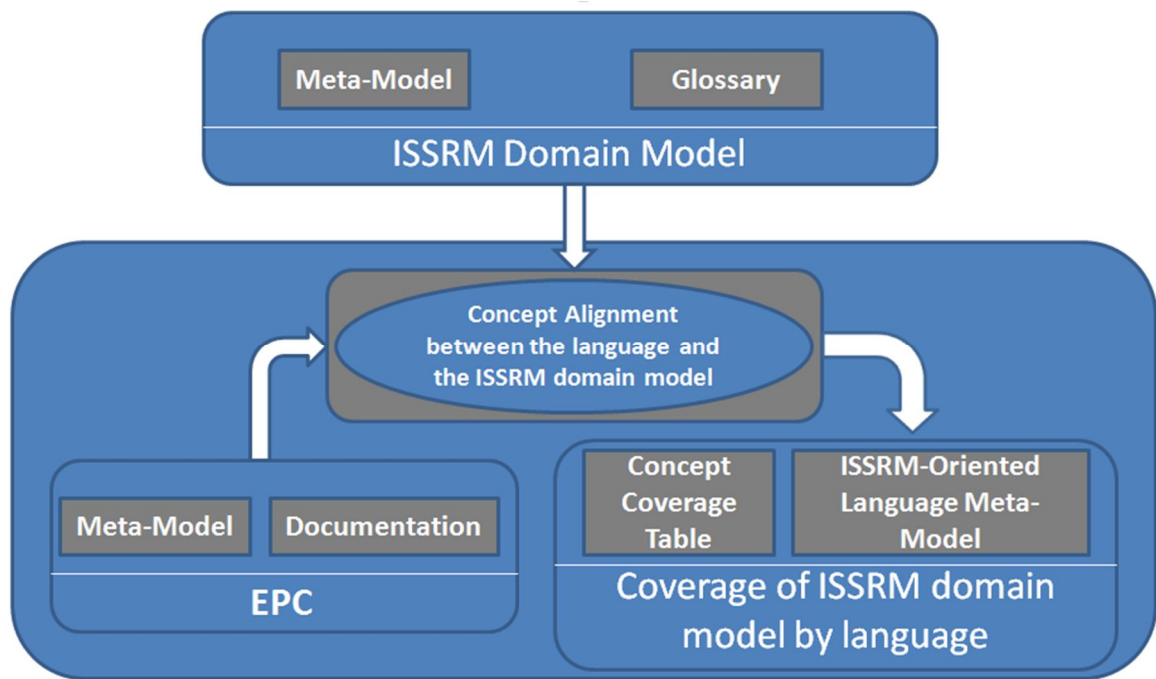 Meta-Model
Glossary
ISSRM Domain Model
Concept Alignment
between the language and
the ISSRM domain model
Meta-Model
Documentation
EPC
Concept
Coverage
Table
ISSRM-Oriented
Language Meta-
Model
Coverage of ISSRM domain
model by language